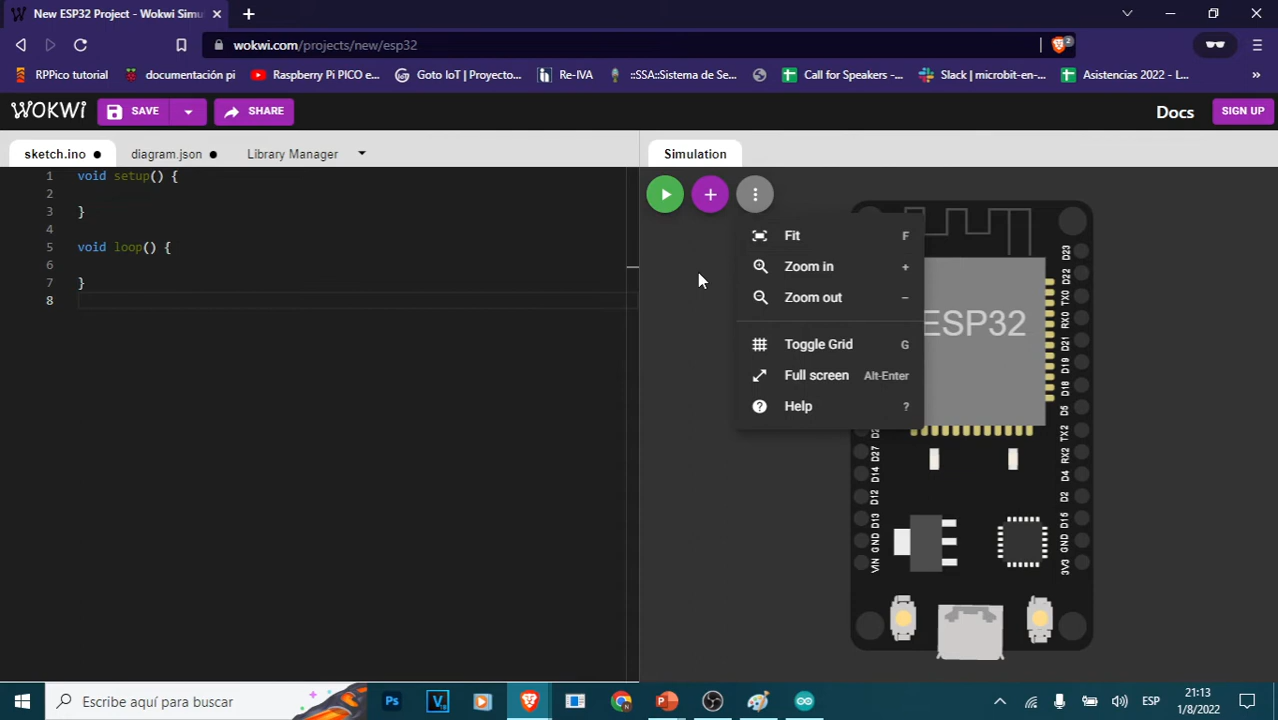 New ESP32 Project - Wokwi Simu
wokwi.com/projects/new/esp32
2
RPPico tutorial
documentación pi
Raspberry Pi PICO e...
Goto IoT | Proyecto...
Re-IVA
::SSA::Sistema de Se...
Call for Speakers -...
Slack | microbit-en-...
Asistencias 2022 - L...
»
WOKWi
SAVE
SHARE
Docs
SIGN UP
sketch.ino
diagram.json
Library Manager
Simulation
1 void setup() {
2
3 }
4
5 void loop() {
6
7 }
8
Fit F
Zoom in +
Zoom out −
Toggle Grid G
Full screen Alt-Enter
Help ?
ESP32
D23
D22
TX0
RX0
D21
D19
D18
D5
TX2
RX2
D4
D2
D15
GND
3V3
D27
D14
D12
D13
GND
VIN
Escribe aquí para buscar
Ps
ESP
21:13
1/8/2022